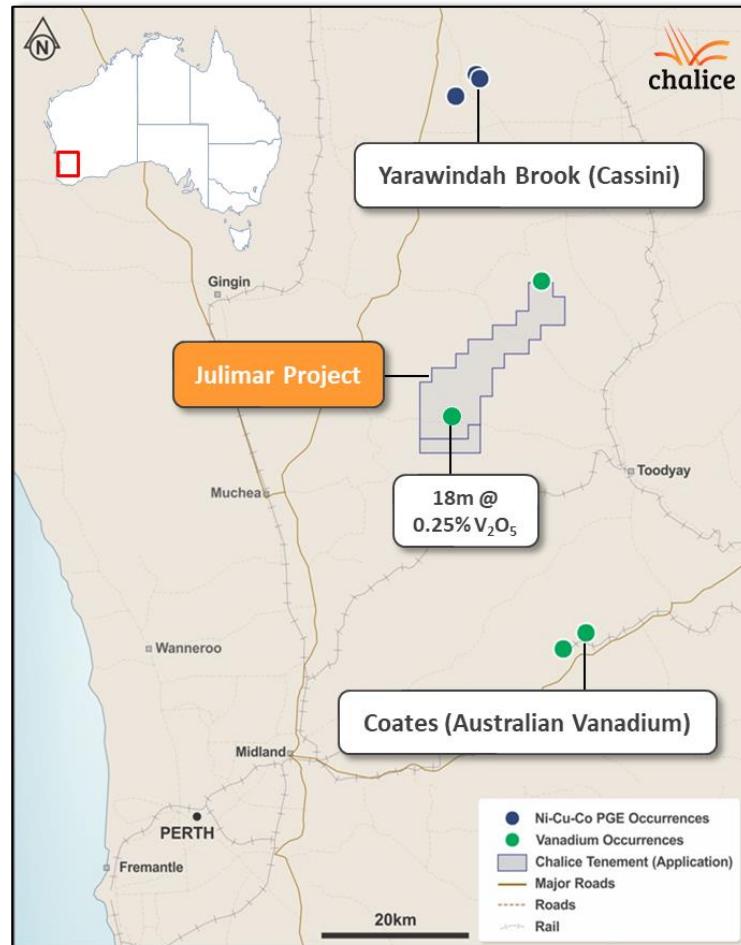 N
chalice
Yarawindah Brook (Cassini)
Gingin
Julimar Project
Toodyay
18m @
0.25% V₂O₅
Muchea
Wanneroo
Coates (Australian Vanadium)
Midland
PERTH
Fremantle
Ni-Cu-Co PGE Occurrences
Vanadium Occurrences
Chalice Tenement (Application)
Major Roads
Roads
Rail
20km